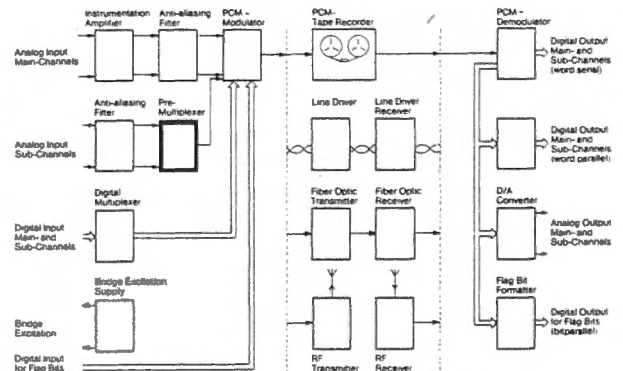 Instrumentation
Amplifier
Anti-aliasing
Filter
PCM -
Modulator
PCM-
Tape Recorder
PCM -
Demodulator
Analog Input
Main-Channels
Digital Output
Main- and
Sub-Channels
(word serial)
Anti-aliasing
Filter
Pre-
Multiplexer
Line Driver
Line Driver
Receiver
Analog Input
Sub-Channels
Digital Output
Main- and
Sub-Channels
(word parallel)
Digital
Multiplexer
Fiber Optic
Transmitter
Fiber Optic
Receiver
D/A
Converter
Digital Input
Main- and
Sub-Channels
Analog Output
Main- and
Sub-Channels
Bridge Excitation
Supply
Flag Bit
Formatter
Bridge
Excitation
Digital Output
for Flag Bits
(bitparallel)
Digital Input
for Flag Bits
RF
Transmitter
RF
Receiver